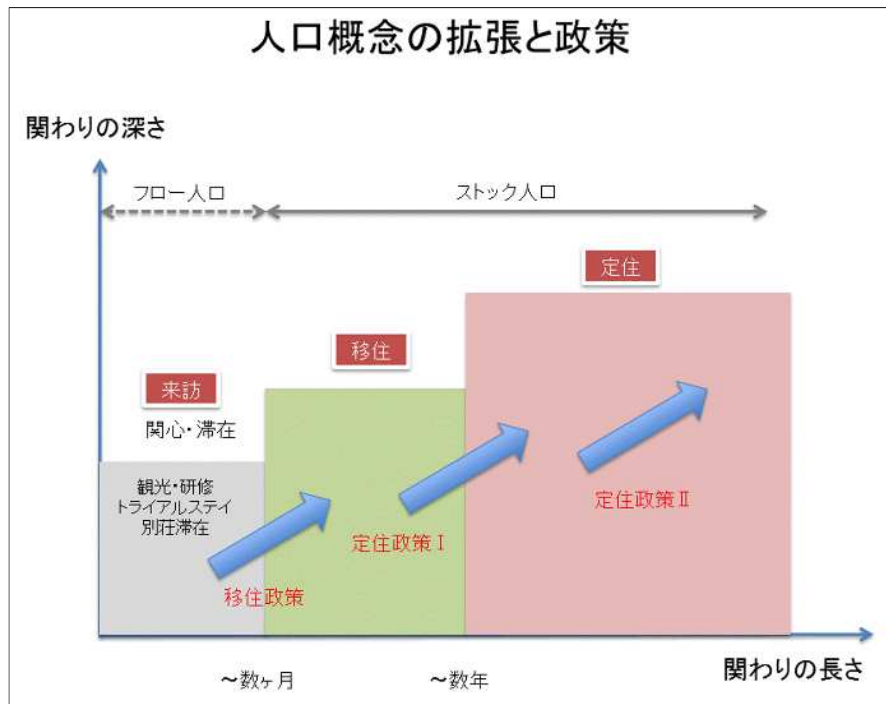 人口概念の拡張と政策
関わりの深さ
フロー人口
ストック人口
定住
移住
来訪
関心・滞在
観光・研修
トライアルステイ
別荘滞在
移住政策
定住政策Ⅰ
定住政策Ⅱ
～数ヶ月
～数年
関わりの長さ